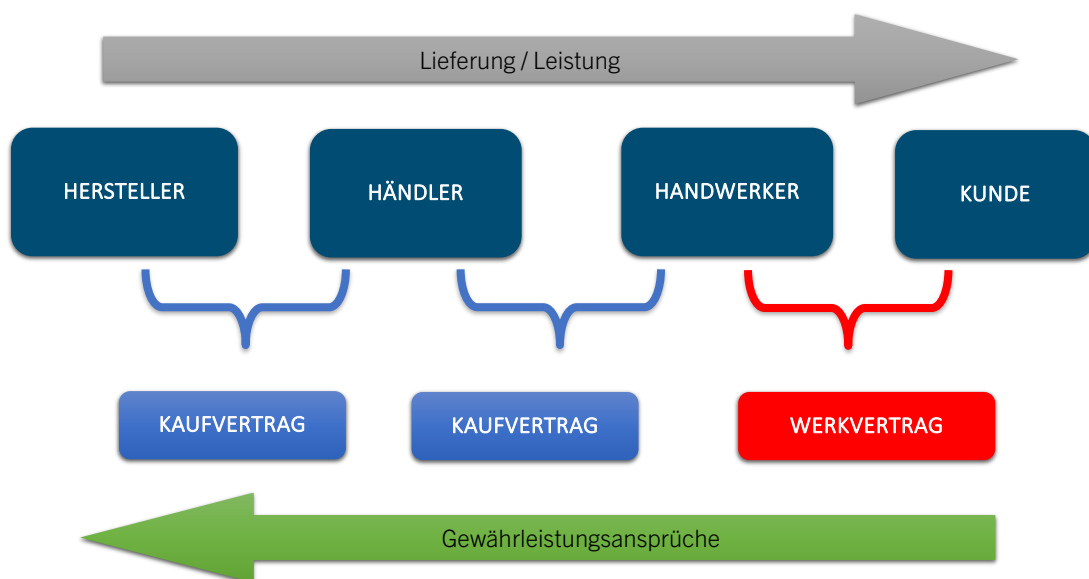 Lieferung / Leistung
HERSTELLER
HÄNDLER
HANDWERKER
KUNDE
KAUFVERTRAG
KAUFVERTRAG
WERKVERTRAG
Gewährleistungsansprüche